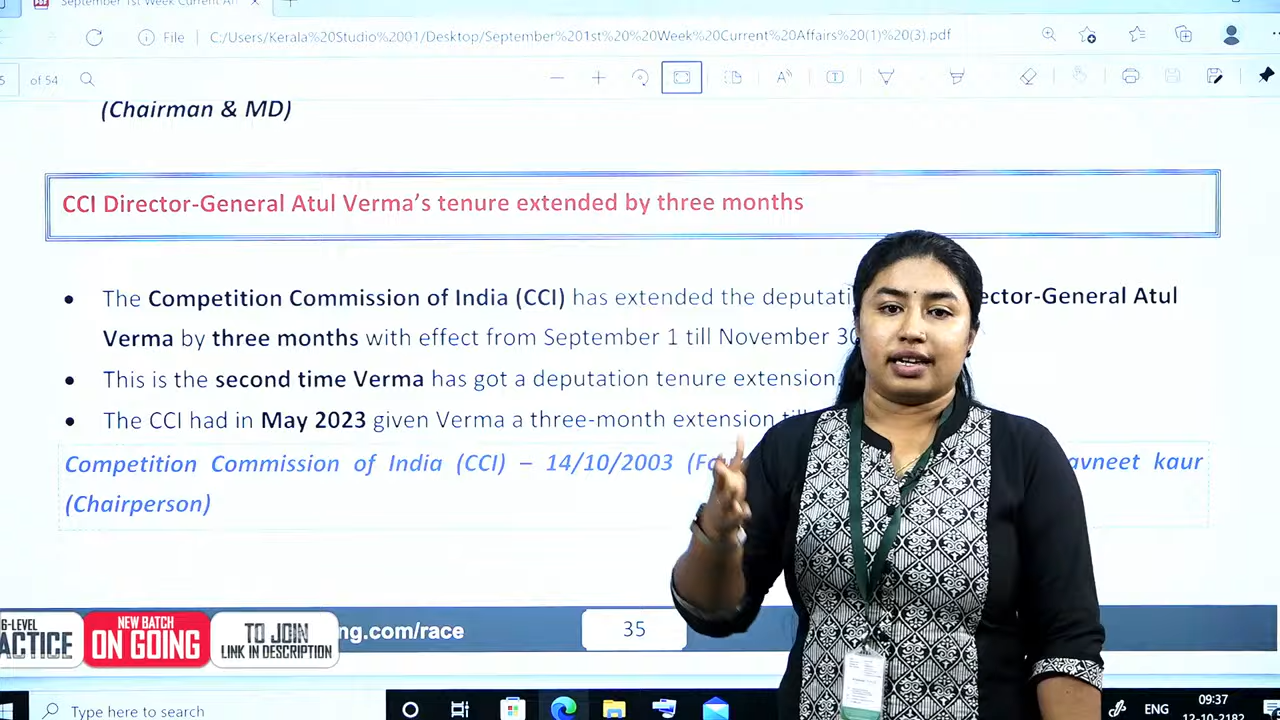 September 1st Week Current Af
File
C:/Users/Kerala%20Studio%2001/Desktop/September%201st%20%20Week%20Current%20Affairs%20(1)%20(3).pdf
5 of 54
(Chairman & MD)
CCI Director-General Atul Verma's tenure extended by three months
• The Competition Commission of India (CCI) has extended the deputati ector-General Atul
Verma by three months with effect from September 1 till November 30
• This is the second time Verma has got a deputation tenure extension.
• The CCI had in May 2023 given Verma a three-month extension
Competition Commission of India (CCI) – 14/10/2003 (Fo avneet kaur
(Chairperson)
G-LEVEL
ACTICE
NEW BATCH
ON GOING
TO JOIN
LINK IN DESCRIPTION
ng.com/race
35
Type here to search
ENG
09:37
12-10-2182